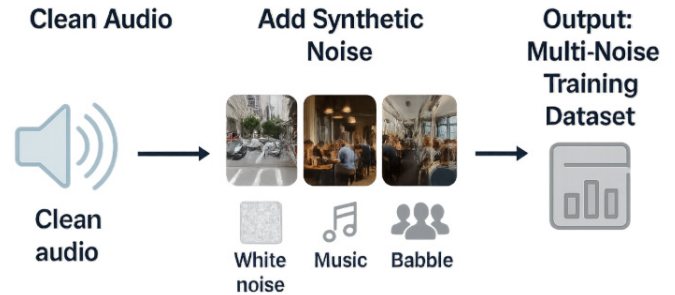 Clean Audio
Add Synthetic
Noise
Output:
Multi-Noise
Training
Dataset
Clean
audio
White
noise
Music
Babble